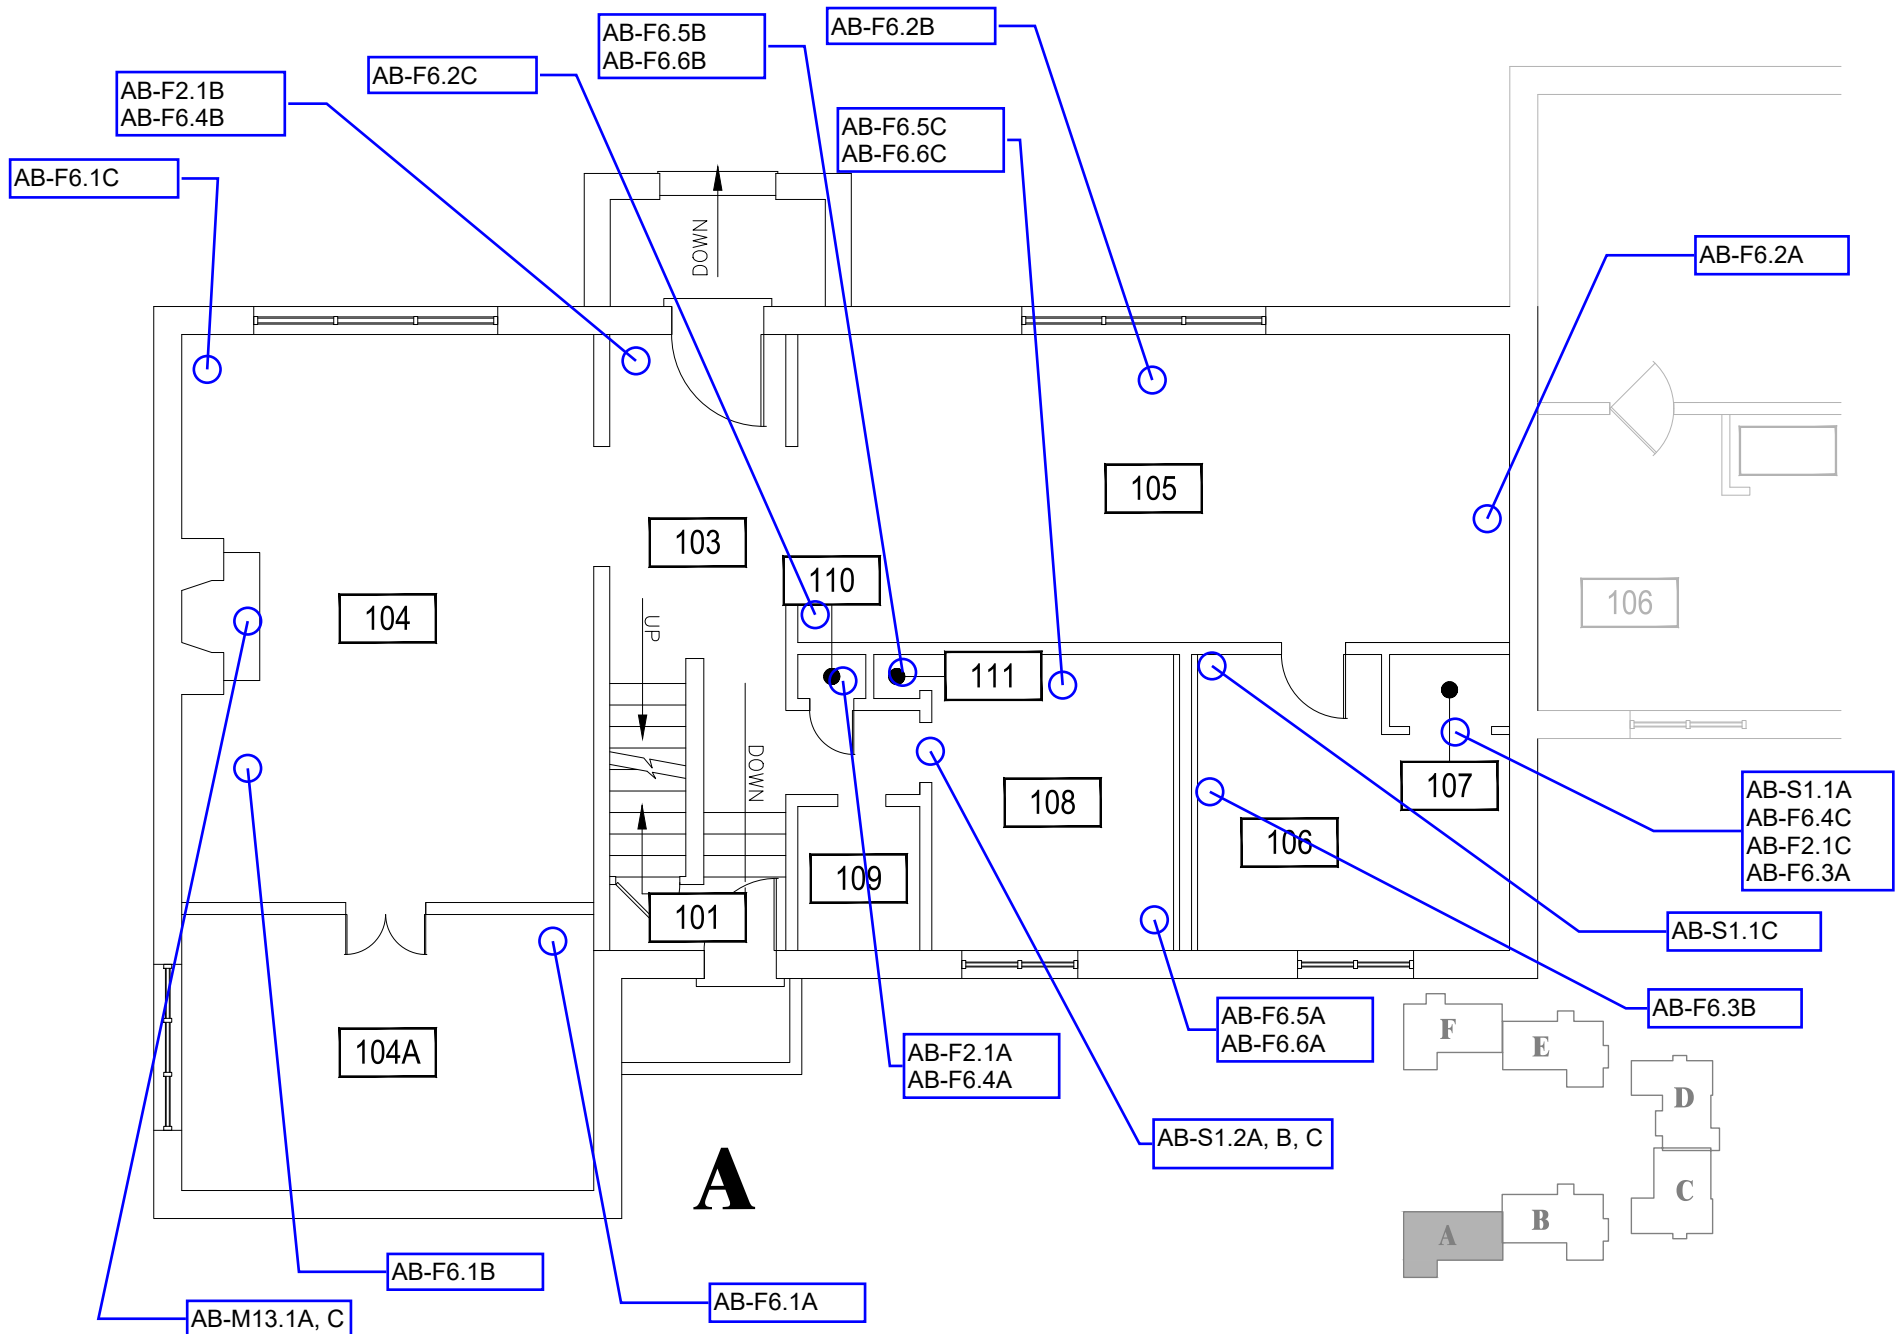 AB-F6.5B
AB-F6.6B
AB-F6.2B
AB-F6.2C
AB-F2.1B
AB-F6.4B
AB-F6.5C
AB-F6.6C
AB-F6.1C
DOWN
AB-F6.2A
105
103
110
104
106
UP
111
DOWN
108
107
AB-S1.1A
AB-F6.4C
AB-F2.1C
AB-F6.3A
106
109
101
AB-S1.1C
AB-F6.3B
104A
AB-F6.5A
AB-F6.6A
F
E
AB-F2.1A
AB-F6.4A
D
AB-S1.2A, B, C
A
C
B
A
AB-F6.1B
AB-F6.1A
AB-M13.1A, C